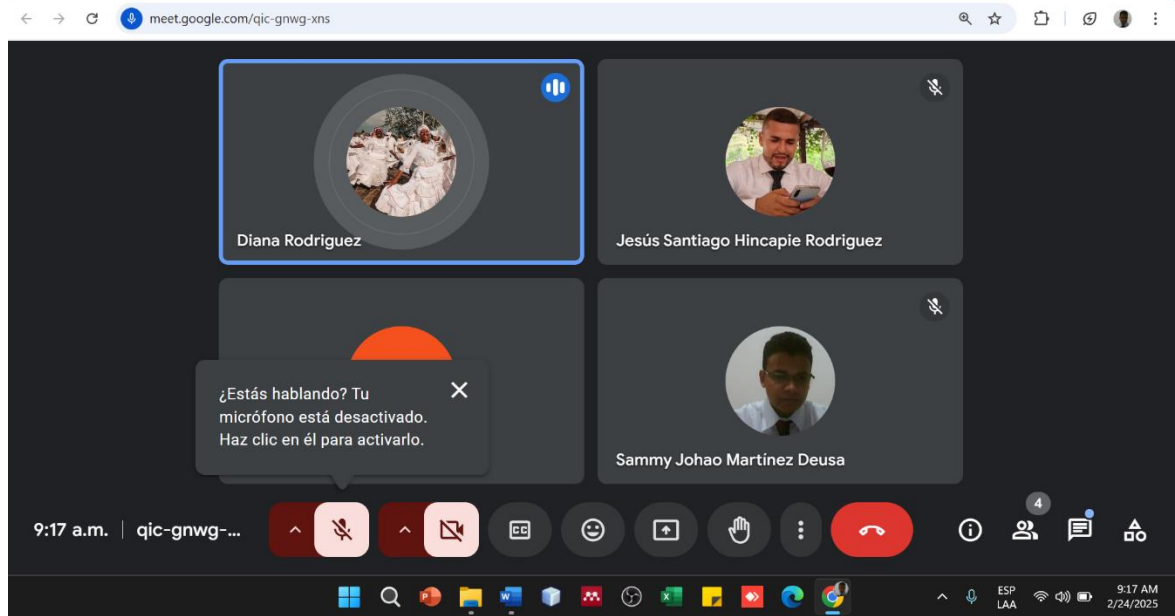 meet.google.com/qic-gnwg-xns
Diana Rodriguez
Jesús Santiago Hincapie Rodriguez
¿Estás hablando? Tu
micrófono está desactivado.
Haz clic en él para activarlo.
Sammy Johao Martínez Deusa
9:17 a.m. | qic-gnwg-...
CC
4
ESP
LAA
9:17 AM
2/24/2025